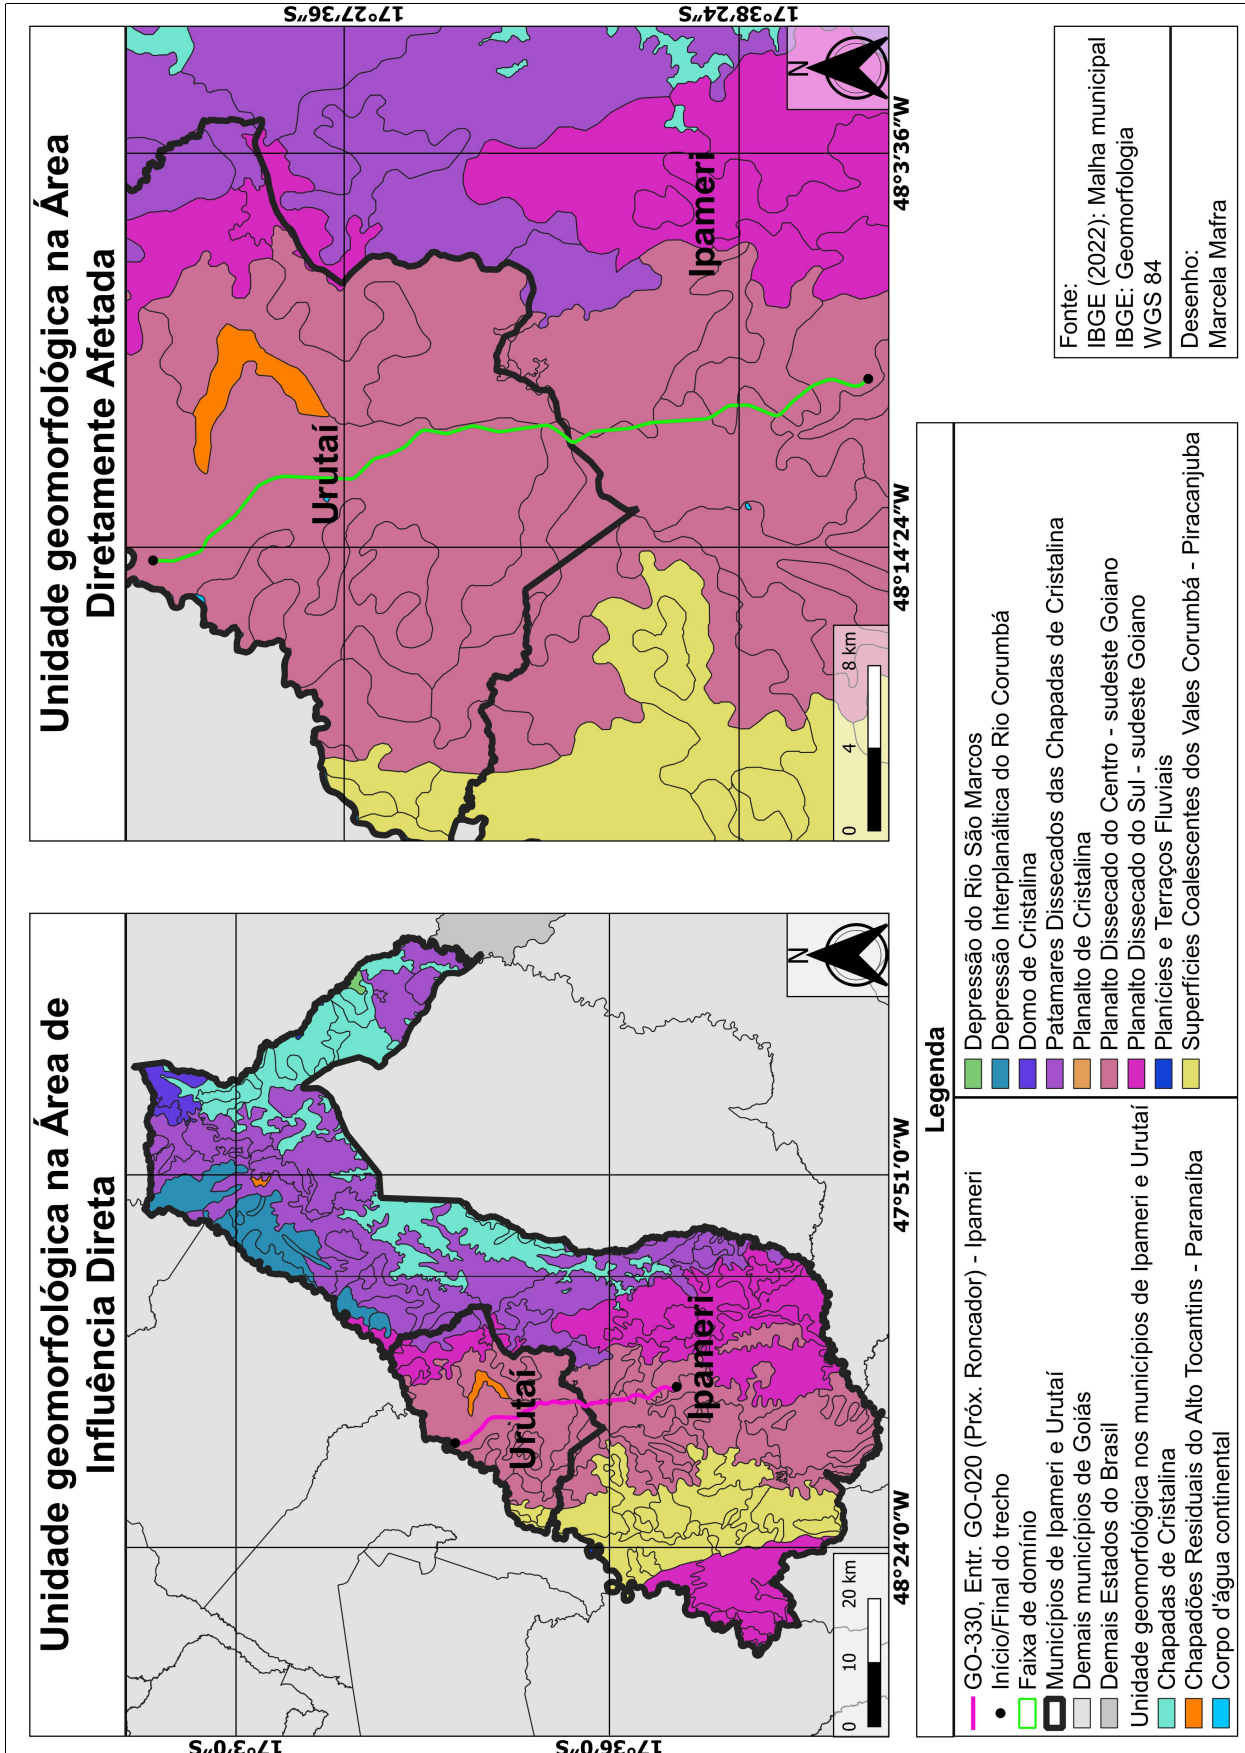 Unidade geomorfológica na Área de
Influência Direta
17°3′0″S
17°36′0″S
48°24′0″W
47°51′0″W
Urutaí
Ipameri
N
0 10 20 km
Unidade geomorfológica na Área
Diretamente Afetada
17°27′36″S
17°38′24″S
48°14′24″W
48°3′36″W
Urutaí
Ipameri
N
0 4 8 km
Legenda
GO-330, Entr. GO-020 (Próx. Roncador) - Ipameri
Início/Final do trecho
Faixa de domínio
Municípios de Ipameri e Urutaí
Demais municípios de Goiás
Demais Estados do Brasil
Unidade geomorfológica nos municípios de Ipameri e Urutaí
Chapadas de Cristalina
Chapadões Residuais do Alto Tocantins - Paranaíba
Corpo d'água continental
Depressão do Rio São Marcos
Depressão Interplanáltica do Rio Corumbá
Domo de Cristalina
Patamares Dissecados das Chapadas de Cristalina
Planalto de Cristalina
Planalto Dissecado do Centro - sudeste Goiano
Planalto Dissecado do Sul - sudeste Goiano
Planícies e Terraços Fluviais
Superfícies Coalescentes dos Vales Corumbá - Piracanjuba
Fonte:
IBGE (2022): Malha municipal
IBGE: Geomorfologia
WGS 84
Desenho:
Marcela Mafra